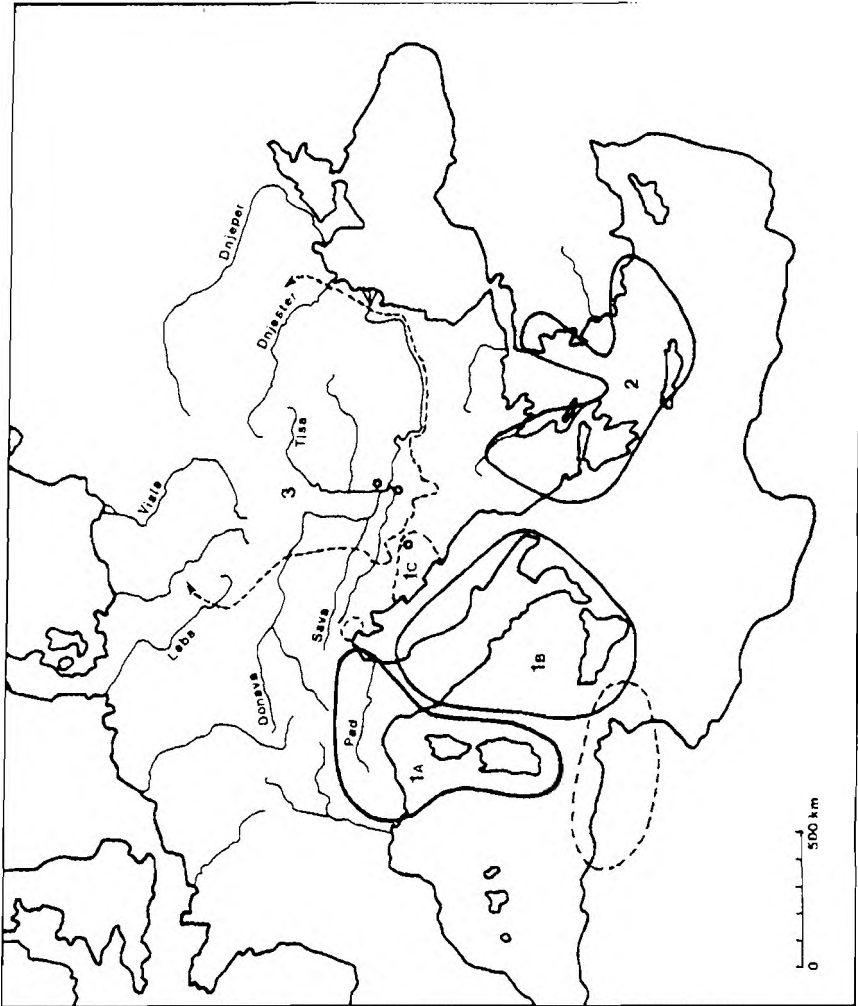 Dnjeper
Dnjester
Tisa
Visla
3
Laba
Donava
Sava
Pad
1C
1A
1B
2
0 500 km